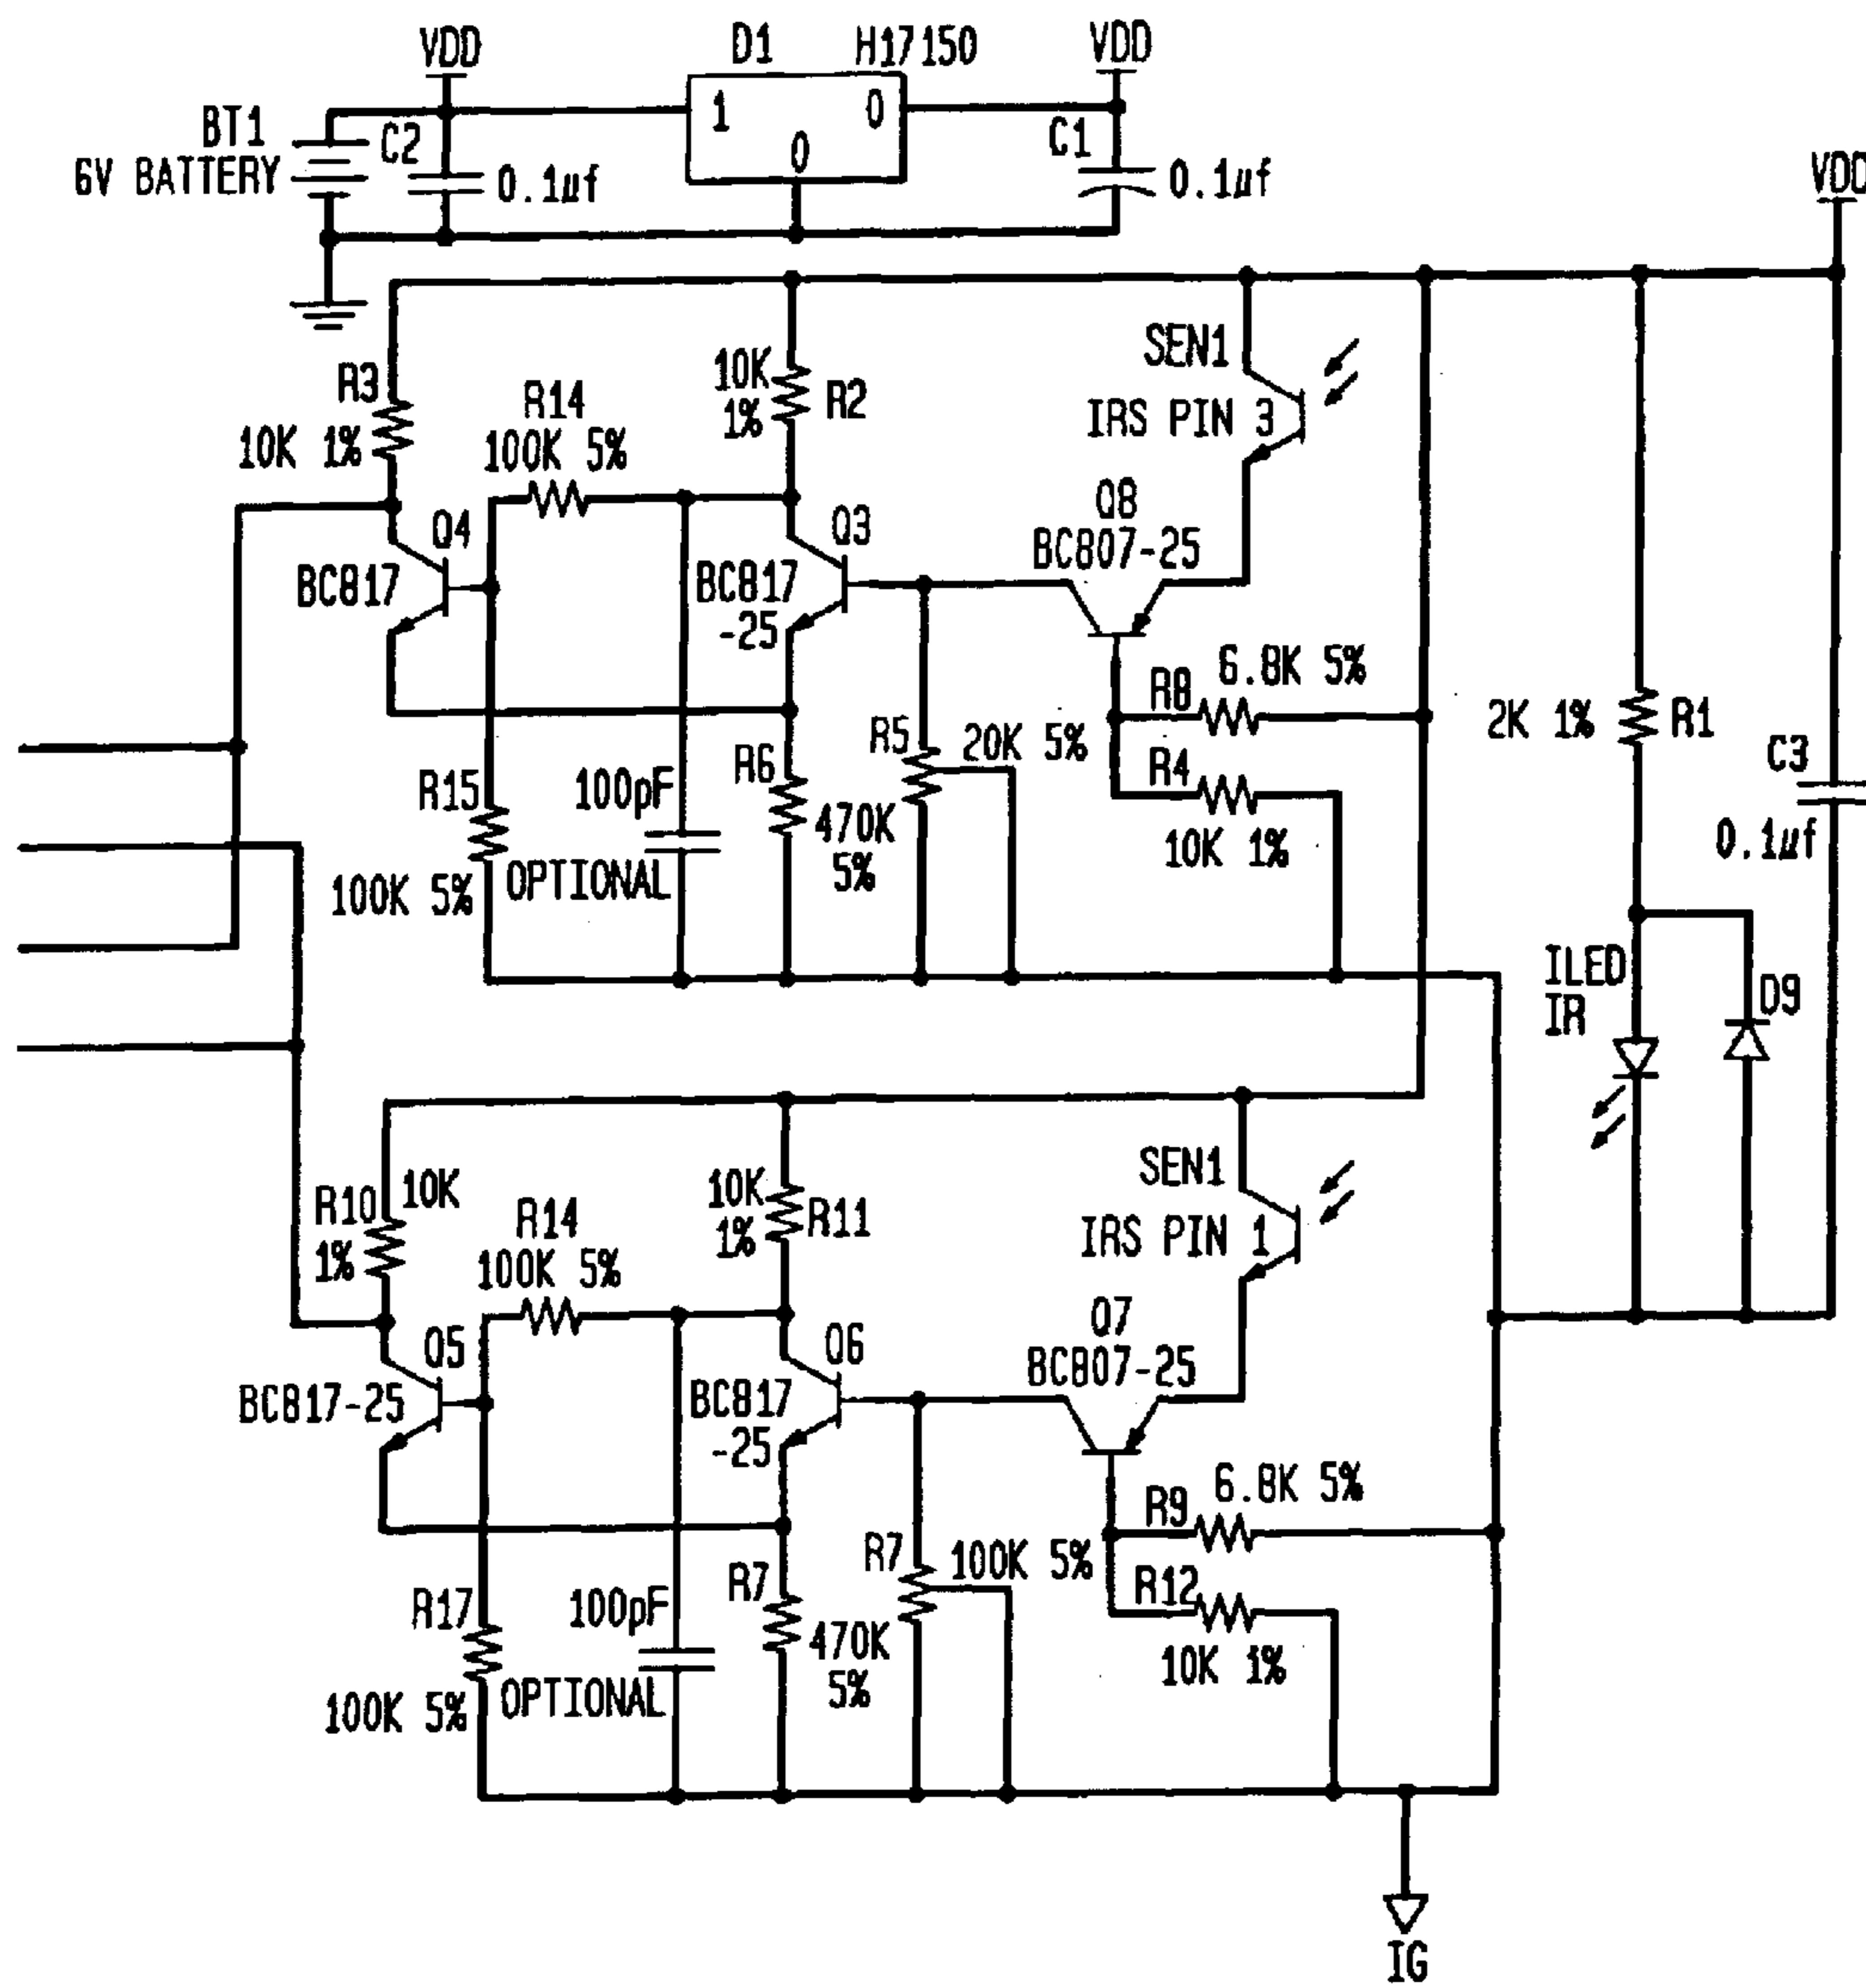 VDD
D1
H17150
VDD
BT1
6V BATTERY
C2
0.1µf
1
0
0
C1
0.1µf
VDD
R3
10K 1%
R14
100K 5%
10K
1%
R2
SEN1
IRS PIN 3
Q4
BC817
Q3
BC817
-25
Q8
BC807-25
R8
6.8K 5%
R4
10K 1%
R5
20K 5%
R6
470K
5%
R15
100K 5%
100pF
OPTIONAL
2K 1%
R1
C3
0.1µf
ILED
IR
D9
R10
10K
1%
R14
100K 5%
10K
1%
R11
SEN1
IRS PIN 1
Q5
BC817-25
Q6
BC817
-25
Q7
BC807-25
R9
6.8K 5%
R12
10K 1%
R7
100K 5%
R7
470K
5%
R17
100K 5%
100pF
OPTIONAL
IG